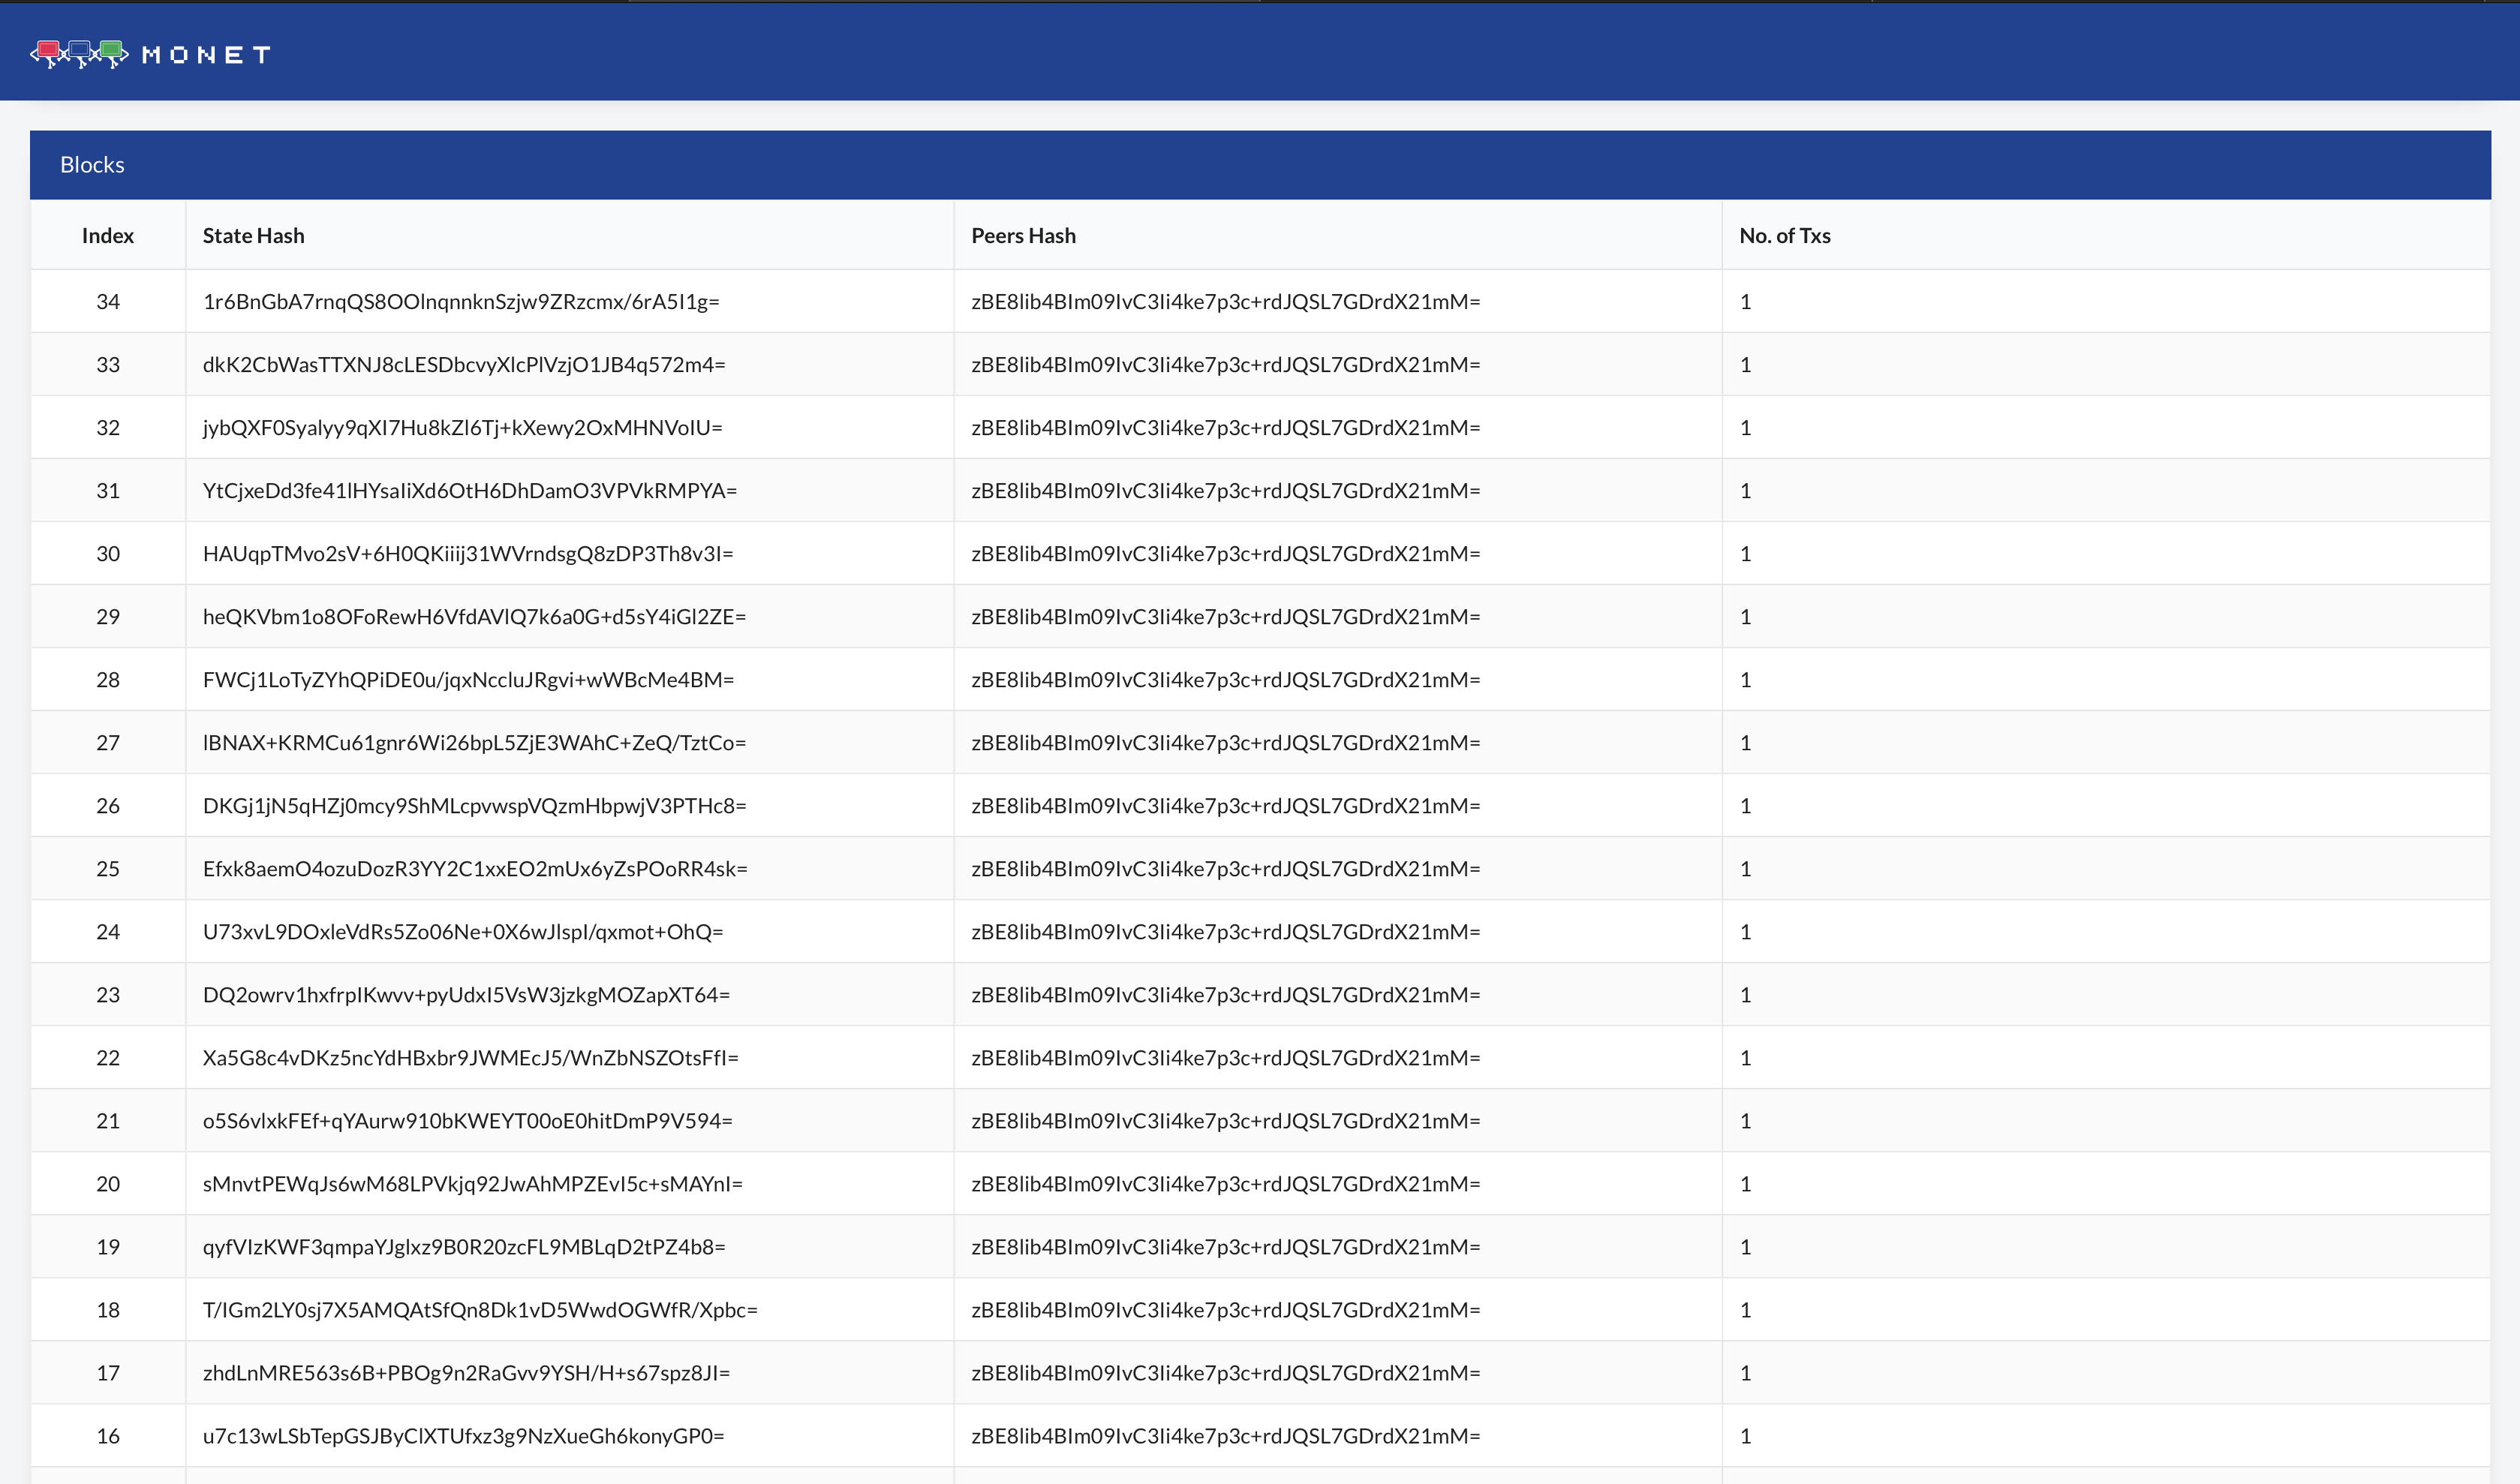 MONET
Blocks
Index State Hash Peers Hash No. of Txs
34 1r6BnGbA7rnqQS8OOlnqnnknSzjw9ZRzcmx/6rA5I1g= zBE8lib4BIm09IvC3Ii4ke7p3c+rdJQSL7GDrdX21mM= 1
33 dkK2CbWasTTXNJ8cLESDbcvyXlcPlVzjO1JB4q572m4= zBE8lib4BIm09IvC3Ii4ke7p3c+rdJQSL7GDrdX21mM= 1
32 jybQXF0Syalyy9qXI7Hu8kZl6Tj+kXewy2OxMHNVoIU= zBE8lib4BIm09IvC3Ii4ke7p3c+rdJQSL7GDrdX21mM= 1
31 YtCjxeDd3fe41lHYsaIiXd6OtH6DhDamO3VPVkRMPYA= zBE8lib4BIm09IvC3Ii4ke7p3c+rdJQSL7GDrdX21mM= 1
30 HAUqpTMvo2sV+6H0QKiiij31WVrndsgQ8zDP3Th8v3I= zBE8lib4BIm09IvC3Ii4ke7p3c+rdJQSL7GDrdX21mM= 1
29 heQKVbm1o8OFoRewH6VfdAVlQ7k6a0G+d5sY4iGl2ZE= zBE8lib4BIm09IvC3Ii4ke7p3c+rdJQSL7GDrdX21mM= 1
28 FWCj1LoTyZYhQPiDE0u/jqxNccluJRgvi+wWBcMe4BM= zBE8lib4BIm09IvC3Ii4ke7p3c+rdJQSL7GDrdX21mM= 1
27 lBNAX+KRMCu61gnr6Wi26bpL5ZjE3WAhC+ZeQ/TztCo= zBE8lib4BIm09IvC3Ii4ke7p3c+rdJQSL7GDrdX21mM= 1
26 DKGj1jN5qHZj0mcy9ShMLcpvwspVQzmHbpwjV3PTHc8= zBE8lib4BIm09IvC3Ii4ke7p3c+rdJQSL7GDrdX21mM= 1
25 Efxk8aemO4ozuDozR3YY2C1xxEO2mUx6yZsPOoRR4sk= zBE8lib4BIm09IvC3Ii4ke7p3c+rdJQSL7GDrdX21mM= 1
24 U73xvL9DOxleVdRs5Zo06Ne+0X6wJlspI/qxmot+OhQ= zBE8lib4BIm09IvC3Ii4ke7p3c+rdJQSL7GDrdX21mM= 1
23 DQ2owrv1hxfrpIKwvv+pyUdxI5VsW3jzkgMOZapXT64= zBE8lib4BIm09IvC3Ii4ke7p3c+rdJQSL7GDrdX21mM= 1
22 Xa5G8c4vDKz5ncYdHBxbr9JWMEcJ5/WnZbNSZOtsFfI= zBE8lib4BIm09IvC3Ii4ke7p3c+rdJQSL7GDrdX21mM= 1
21 o5S6vlxkFEf+qYAurw910bKWEYT00oE0hitDmP9V594= zBE8lib4BIm09IvC3Ii4ke7p3c+rdJQSL7GDrdX21mM= 1
20 sMnvtPEWqJs6wM68LPVkjq92JwAhMPZEvI5c+sMAYnI= zBE8lib4BIm09IvC3Ii4ke7p3c+rdJQSL7GDrdX21mM= 1
19 qyfVIzKWF3qmpaYJglxz9B0R20zcFL9MBLqD2tPZ4b8= zBE8lib4BIm09IvC3Ii4ke7p3c+rdJQSL7GDrdX21mM= 1
18 T/IGm2LY0sj7X5AMQAtSfQn8Dk1vD5WwdOGWfR/Xpbc= zBE8lib4BIm09IvC3Ii4ke7p3c+rdJQSL7GDrdX21mM= 1
17 zhdLnMRE563s6B+PBOg9n2RaGvv9YSH/H+s67spz8JI= zBE8lib4BIm09IvC3Ii4ke7p3c+rdJQSL7GDrdX21mM= 1
16 u7c13wLSbTepGSJByClXTUfxz3g9NzXueGh6konyGP0= zBE8lib4BIm09IvC3Ii4ke7p3c+rdJQSL7GDrdX21mM= 1